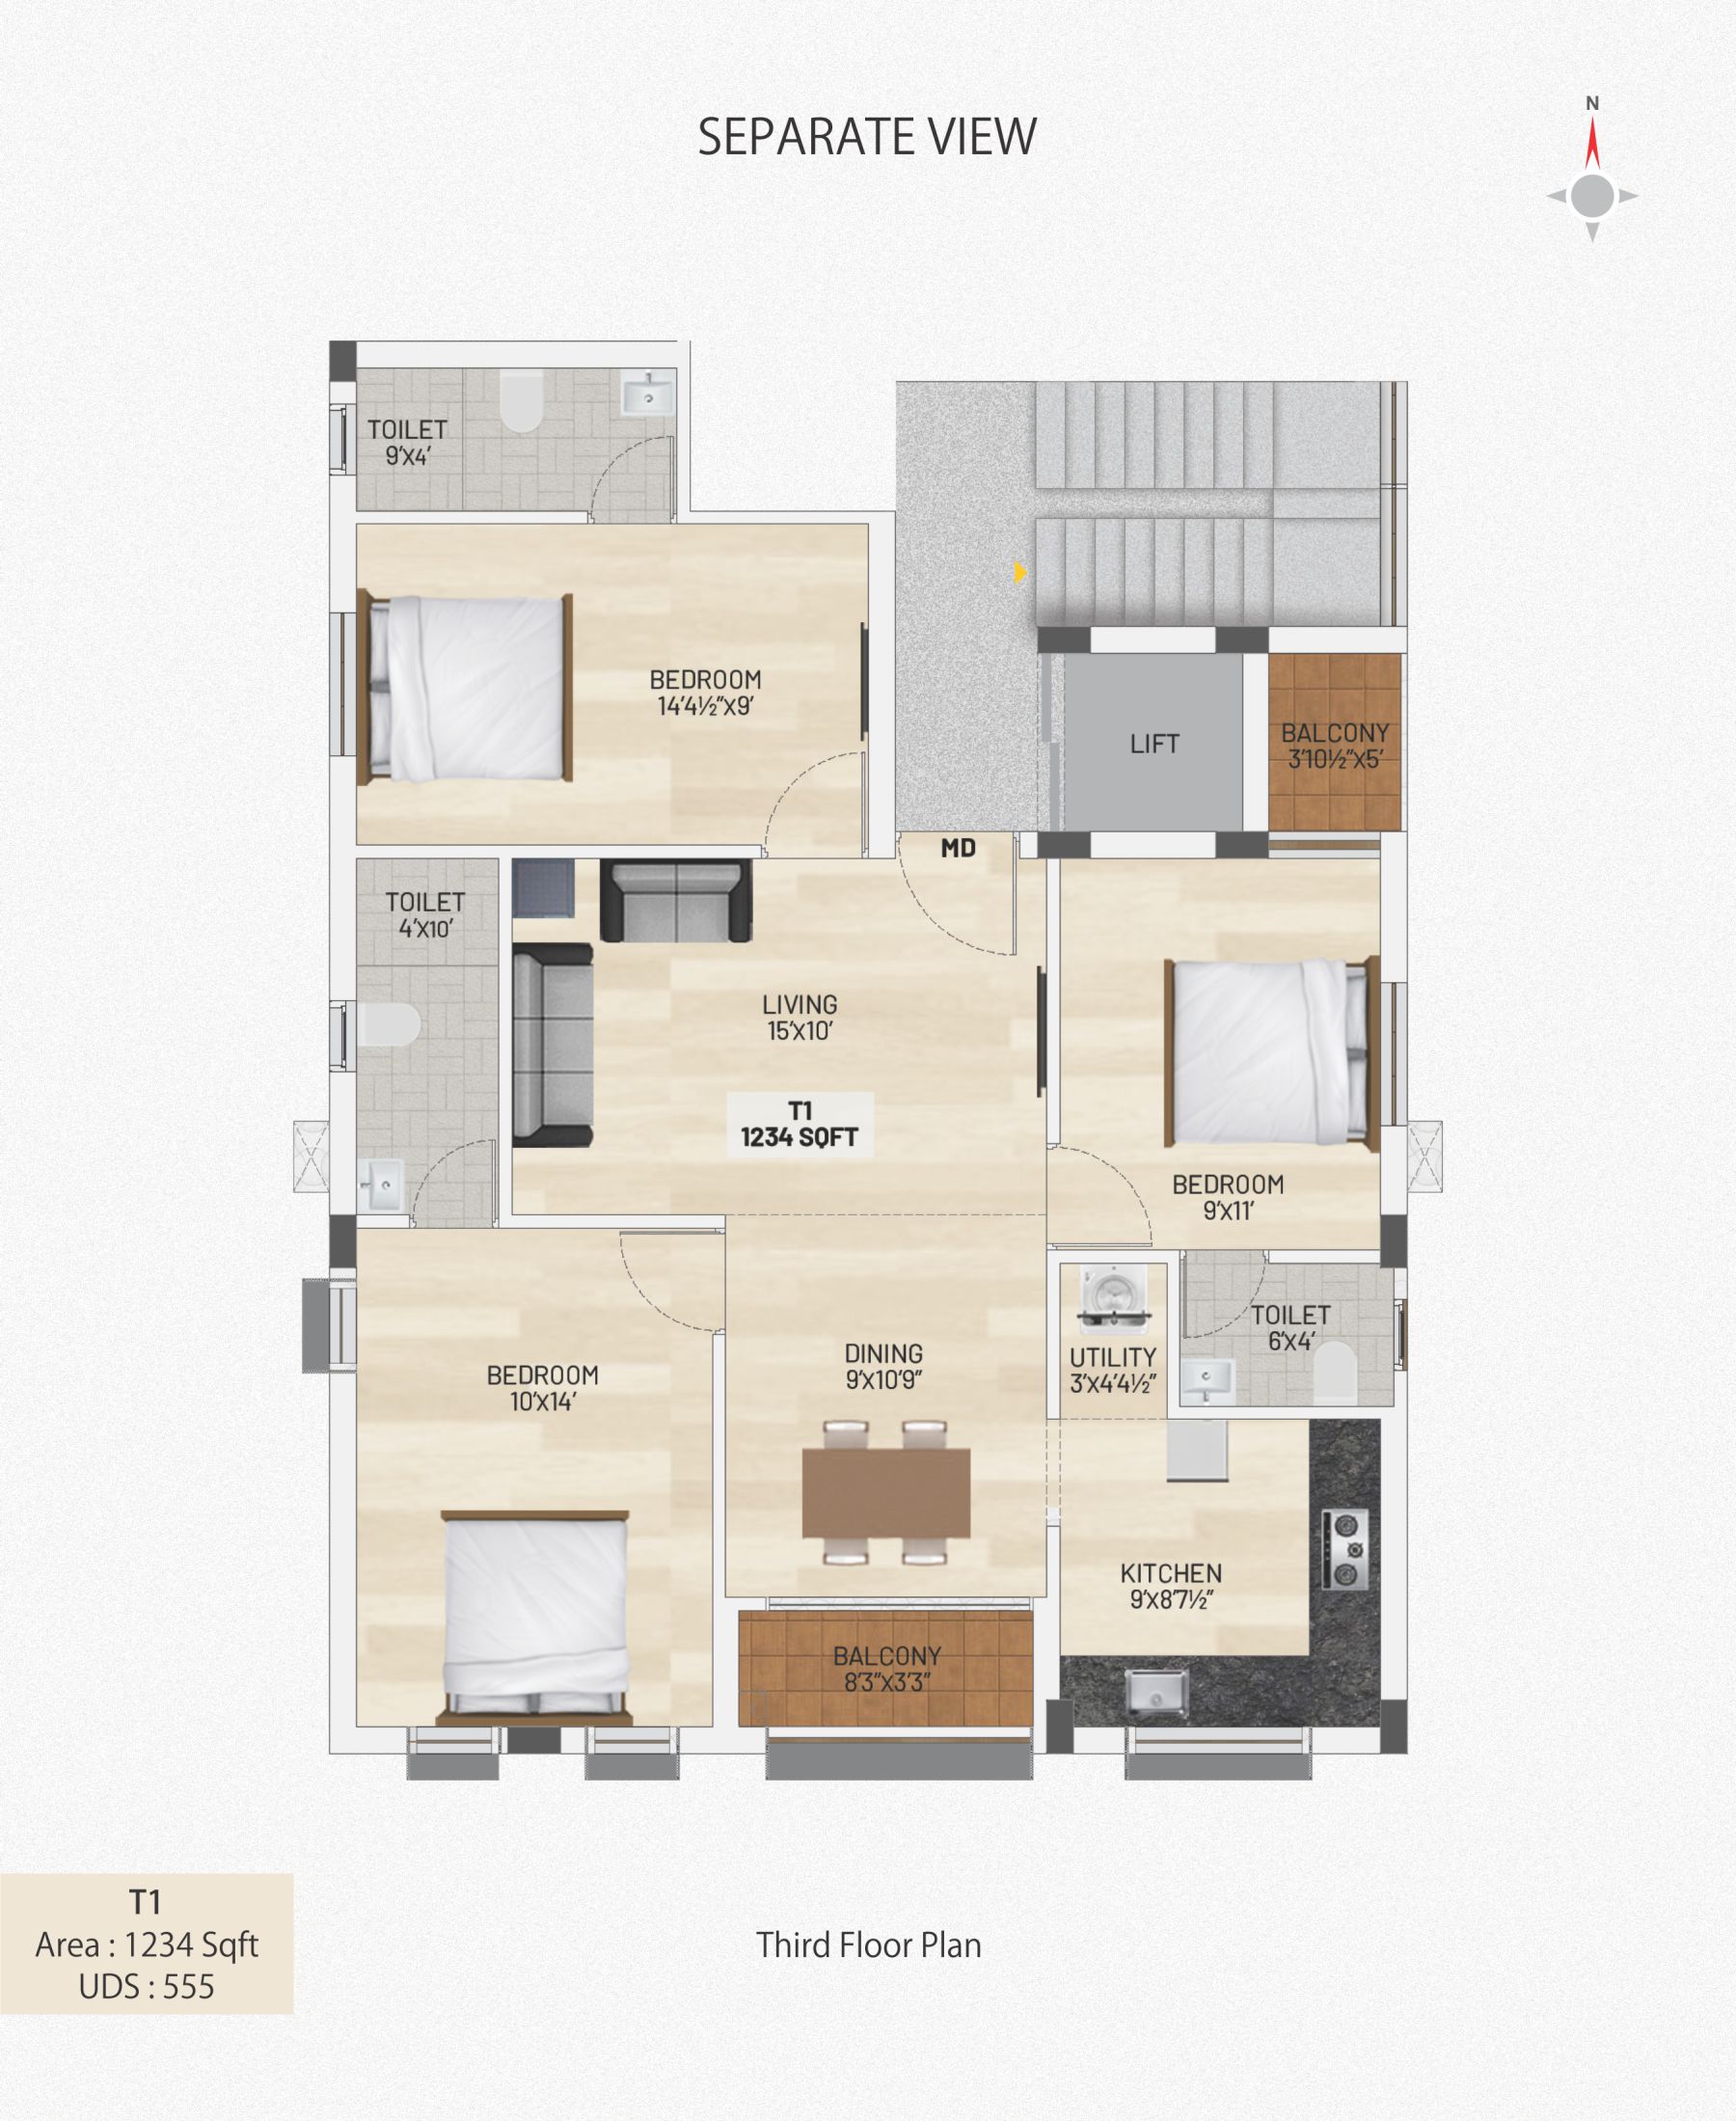 SEPARATE VIEW
N
TOILET
9'X4'
BEDROOM
14'4½"X9'
LIFT
BALCONY
3'10½"X5'
MD
TOILET
4'X10'
LIVING
15'X10'
T1
1234 SQFT
BEDROOM
9'X11'
TOILET
6'X4'
UTILITY
3'X4'4½"
DINING
9'X10'9"
BEDROOM
10'X14'
KITCHEN
9'X8'7½"
BALCONY
8'3"X3'3"
T1
Area : 1234 Sqft
UDS : 555
Third Floor Plan